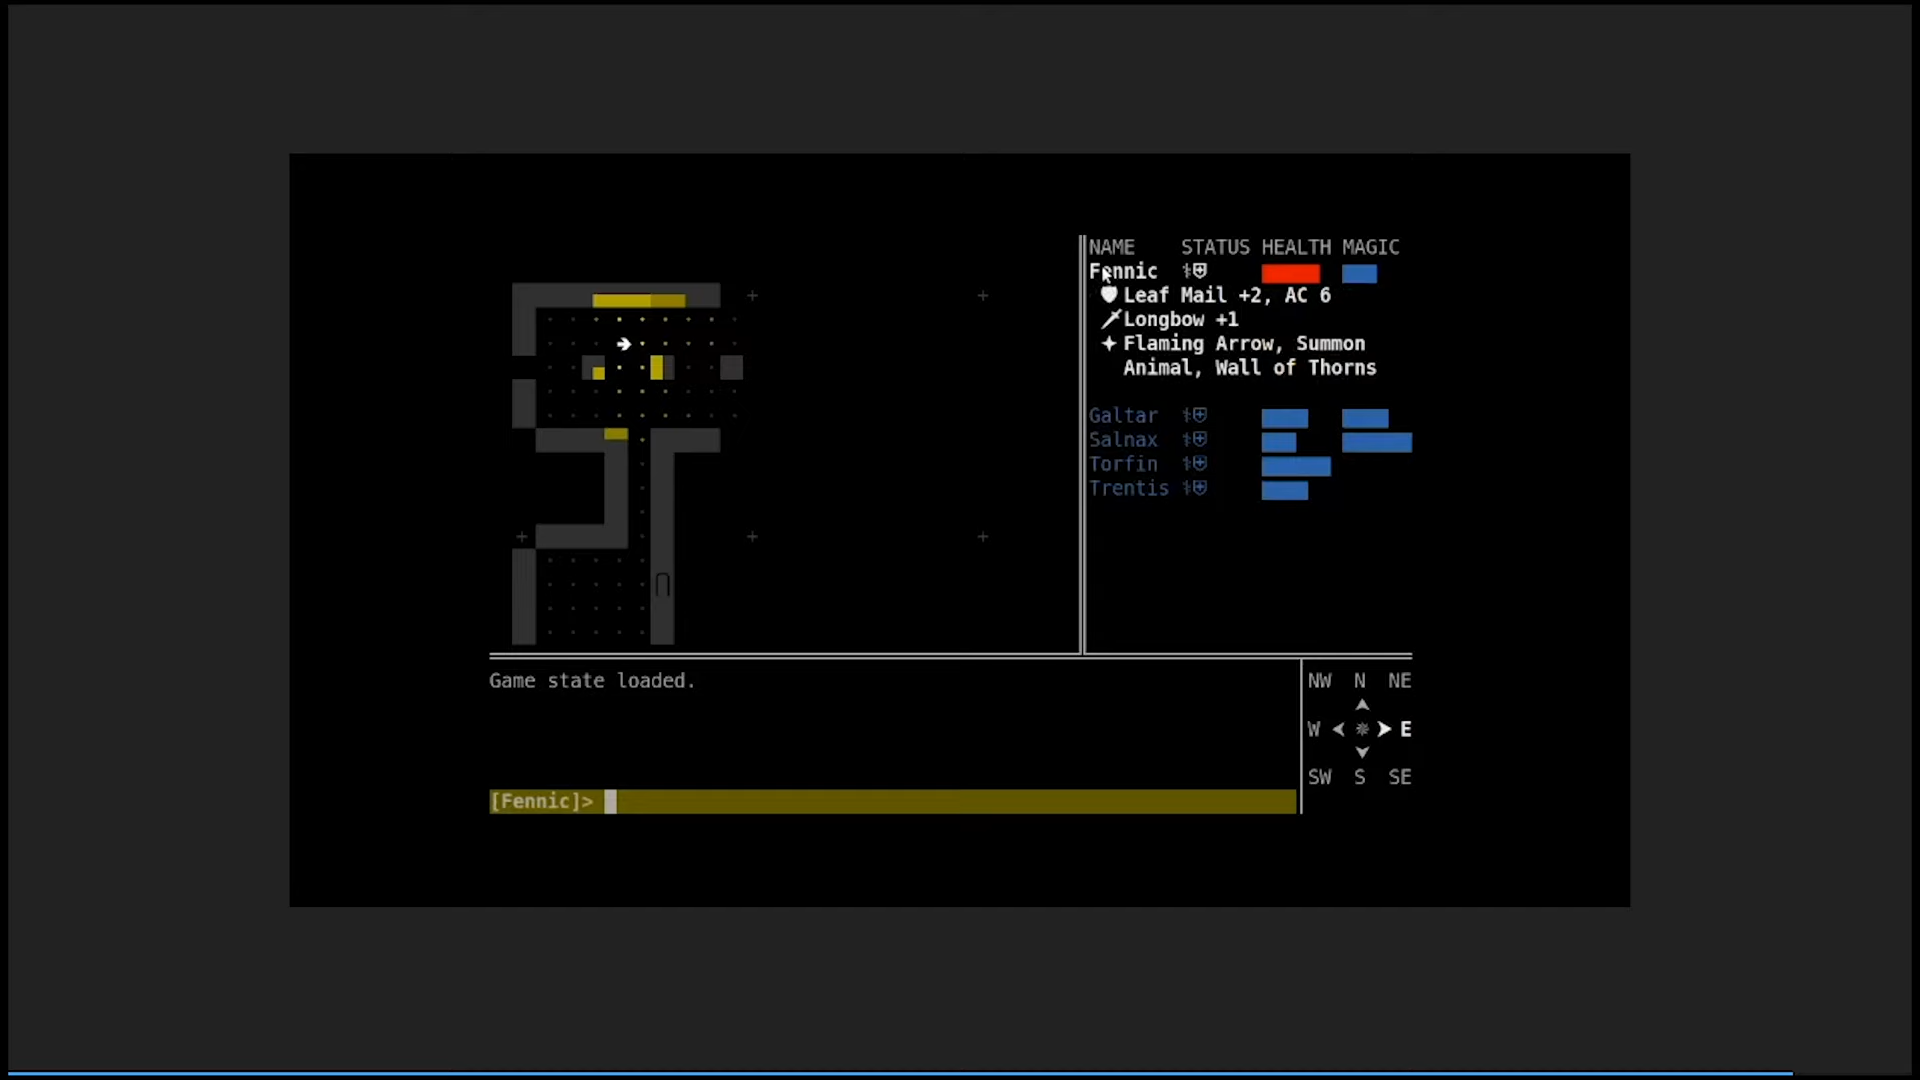 NAME STATUS HEALTH MAGIC
Fennic
Leaf Mail +2, AC 6
Longbow +1
Flaming Arrow, Summon
Animal, Wall of Thorns
Galtar
Salnax
Torfin
Trentis
Game state loaded.
[Fennic]>
NW N NE
W E
SW S SE